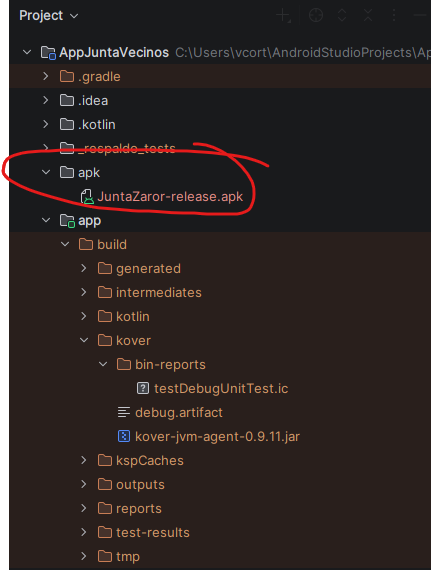 Project
AppJuntaVecinos C:\Users\vcort\AndroidStudioProjects\Ap
.gradle
.idea
.kotlin
_respaldo_tests
apk
JuntaZaror-release.apk
app
build
generated
intermediates
kotlin
kover
bin-reports
testDebugUnitTest.ic
debug.artifact
kover-jvm-agent-0.9.11.jar
kspCaches
outputs
reports
test-results
tmp